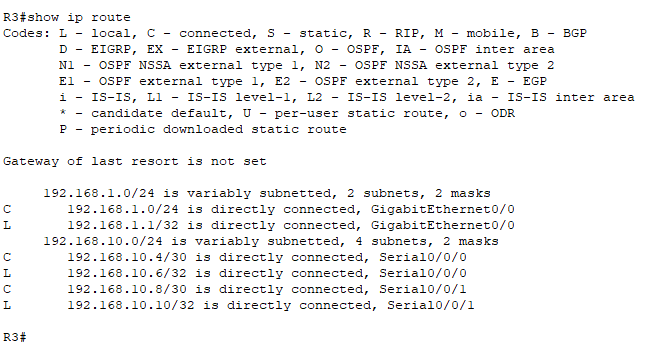 R3#show ip route
Codes: L - local, C - connected, S - static, R - RIP, M - mobile, B - BGP
D - EIGRP, EX - EIGRP external, O - OSPF, IA - OSPF inter area
N1 - OSPF NSSA external type 1, N2 - OSPF NSSA external type 2
E1 - OSPF external type 1, E2 - OSPF external type 2, E - EGP
i - IS-IS, L1 - IS-IS level-1, L2 - IS-IS level-2, ia - IS-IS inter area
* - candidate default, U - per-user static route, o - ODR
P - periodic downloaded static route
Gateway of last resort is not set
192.168.1.0/24 is variably subnetted, 2 subnets, 2 masks
C 192.168.1.0/24 is directly connected, GigabitEthernet0/0
L 192.168.1.1/32 is directly connected, GigabitEthernet0/0
192.168.10.0/24 is variably subnetted, 4 subnets, 2 masks
C 192.168.10.4/30 is directly connected, Serial0/0/0
L 192.168.10.6/32 is directly connected, Serial0/0/0
C 192.168.10.8/30 is directly connected, Serial0/0/1
L 192.168.10.10/32 is directly connected, Serial0/0/1
R3#